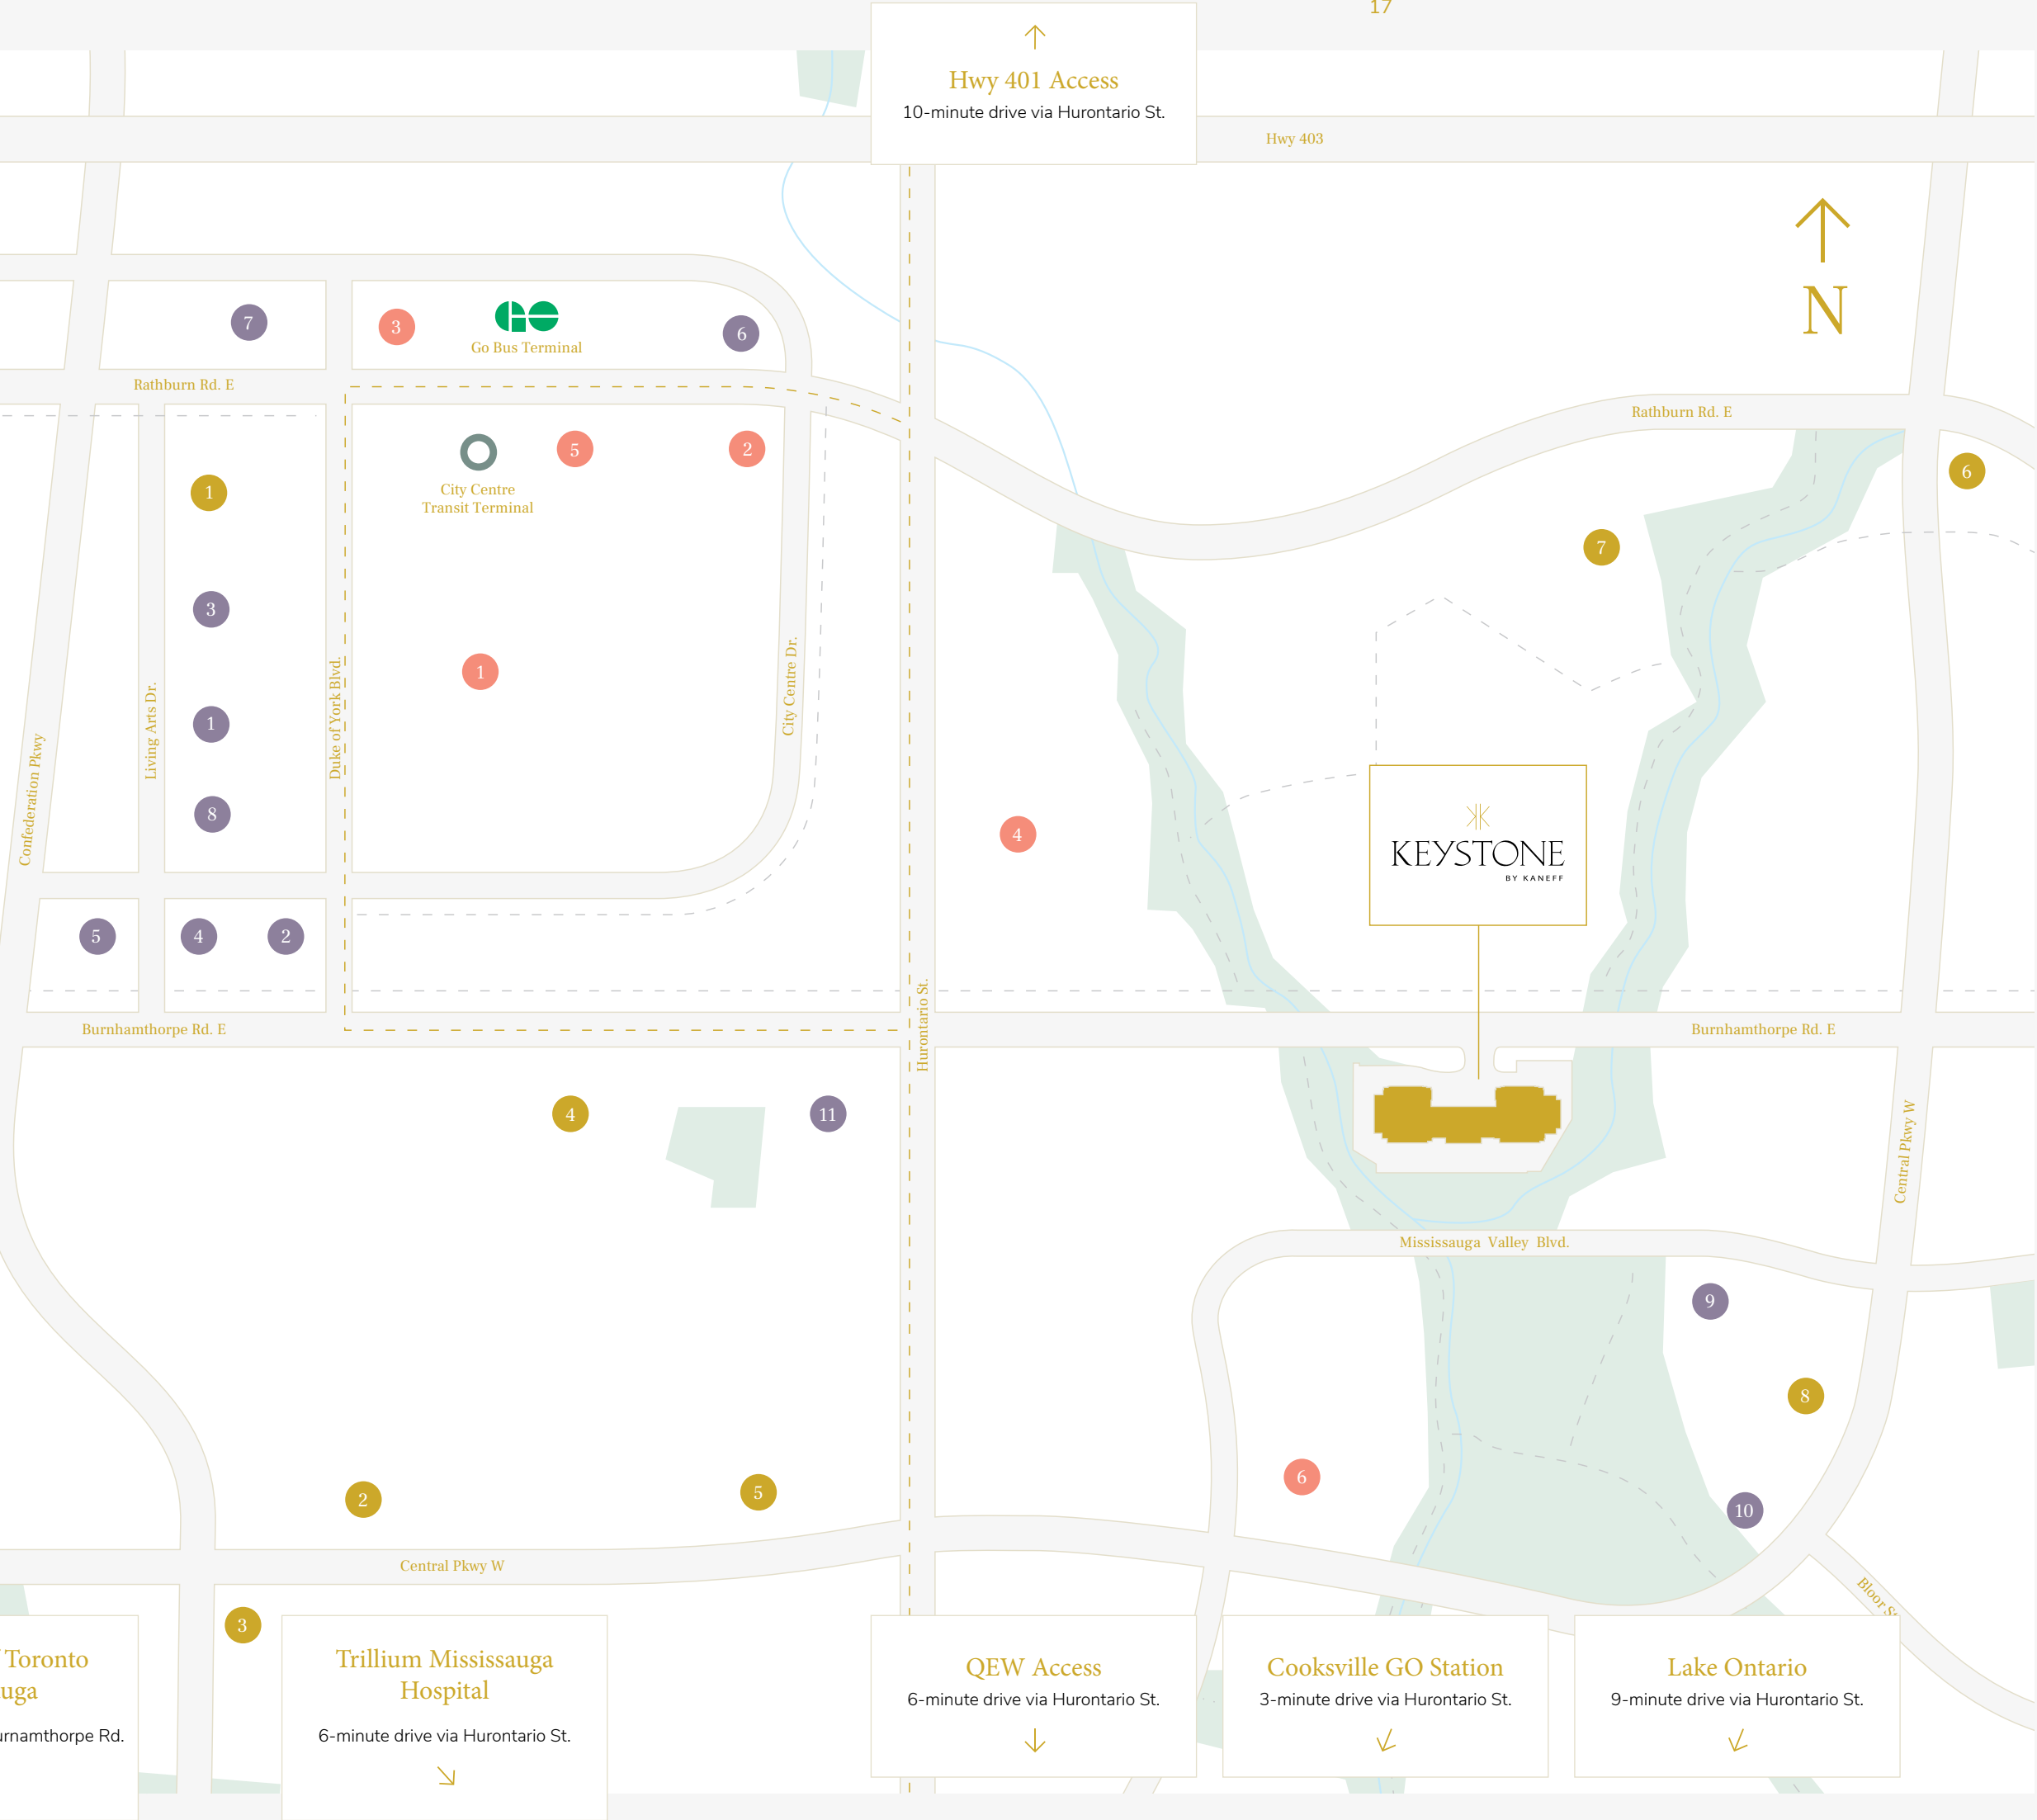 17
Hwy 401 Access
10-minute drive via Hurontario St.
Hwy 403
N
7
3
GO
Go Bus Terminal
6
Rathburn Rd. E
Rathburn Rd. E
1
City Centre
Transit Terminal
5
2
6
7
3
1
1
8
Confederation Pkwy
Living Arts Dr.
Duke of York Blvd.
City Centre Dr.
4
KEYSTONE
BY KANEFF
5
4
2
Hurontario St.
Burnhamthorpe Rd. E
Burnhamthorpe Rd. E
4
11
Central Pkwy W
Mississauga Valley Blvd.
9
8
6
10
2
5
Central Pkwy W
3
Bloor St
Toronto
uga
urnamthorpe Rd.
Trillium Mississauga
Hospital
6-minute drive via Hurontario St.
QEW Access
6-minute drive via Hurontario St.
Cooksville GO Station
3-minute drive via Hurontario St.
Lake Ontario
9-minute drive via Hurontario St.